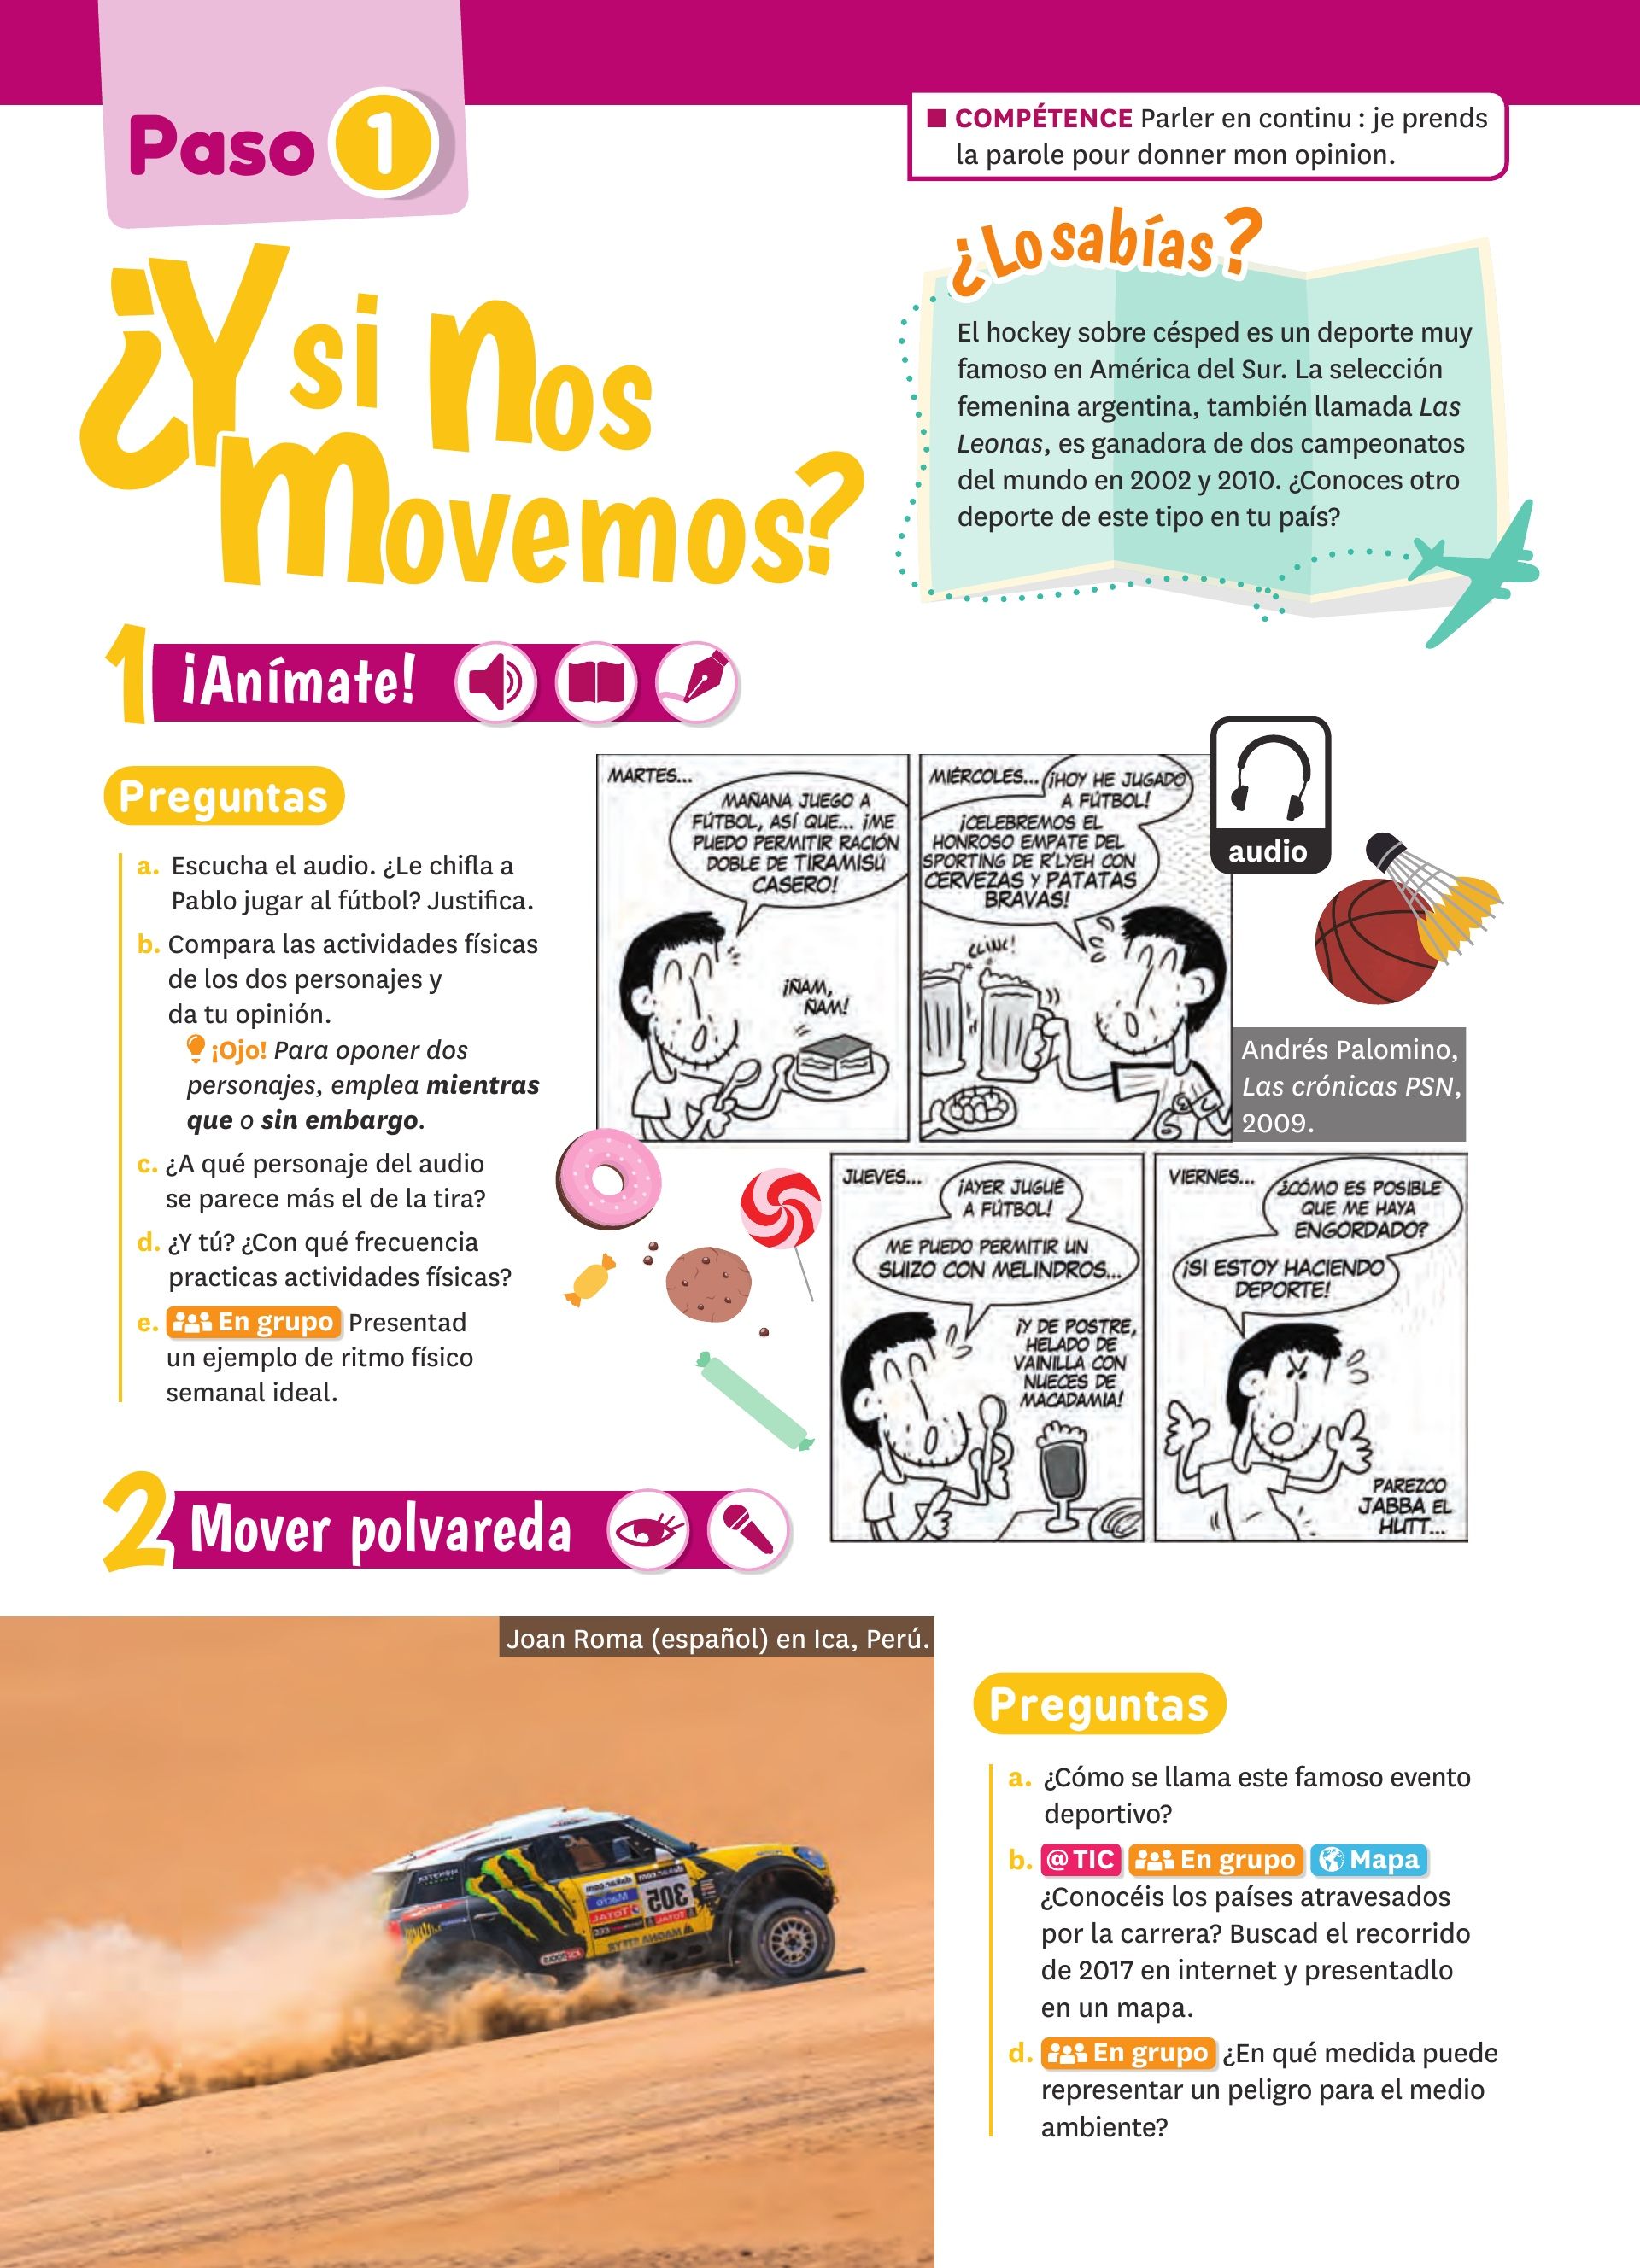 Paso 1
■ COMPÉTENCE Parler en continu : je prends
la parole pour donner mon opinion.
¿Y si nos
movemos?
¿Lo sabías?
El hockey sobre césped es un deporte muy
famoso en América del Sur. La selección
femenina argentina, también llamada Las
Leonas, es ganadora de dos campeonatos
del mundo en 2002 y 2010. ¿Conoces otro
deporte de este tipo en tu país?
1 ¡Anímate!
Preguntas
a. Escucha el audio. ¿Le chifla a
Pablo jugar al fútbol? Justifica.
b. Compara las actividades físicas
de los dos personajes y
da tu opinión.
¡Ojo! Para oponer dos
personajes, emplea mientras
que o sin embargo.
c. ¿A qué personaje del audio
se parece más el de la tira?
d. ¿Y tú? ¿Con qué frecuencia
practicas actividades físicas?
e. En grupo Presentad
un ejemplo de ritmo físico
semanal ideal.
MARTES...
MAÑANA JUEGO A
FÚTBOL, ASÍ QUE... ¡ME
PUEDO PERMITIR RACIÓN
DOBLE DE TIRAMISÚ
CASERO!
¡ÑAM,
ÑAM!
MIÉRCOLES...
¡HOY HE JUGADO
A FÚTBOL!
¡CELEBREMOS EL
HONROSO EMPATE DEL
SPORTING DE R'LYEH CON
CERVEZAS Y PATATAS
BRAVAS!
¡CLINC!
audio
Andrés Palomino,
Las crónicas PSN,
2009.
JUEVES...
¡AYER JUGUÉ
A FÚTBOL!
ME PUEDO PERMITIR UN
SUIZO CON MELINDROS...
¡Y DE POSTRE,
HELADO DE
VAINILLA CON
NUECES DE
MACADAMIA!
VIERNES...
¿CÓMO ES POSIBLE
QUE ME HAYA
ENGORDADO?
¡SI ESTOY HACIENDO
DEPORTE!
PAREZCO
JABBA EL
HUTT...
2 Mover polvareda
Joan Roma (español) en Ica, Perú.
305
Preguntas
a. ¿Cómo se llama este famoso evento
deportivo?
b. @ TIC En grupo Mapa
¿Conocéis los países atravesados
por la carrera? Buscad el recorrido
de 2017 en internet y presentadlo
en un mapa.
d. En grupo ¿En qué medida puede
representar un peligro para el medio
ambiente?